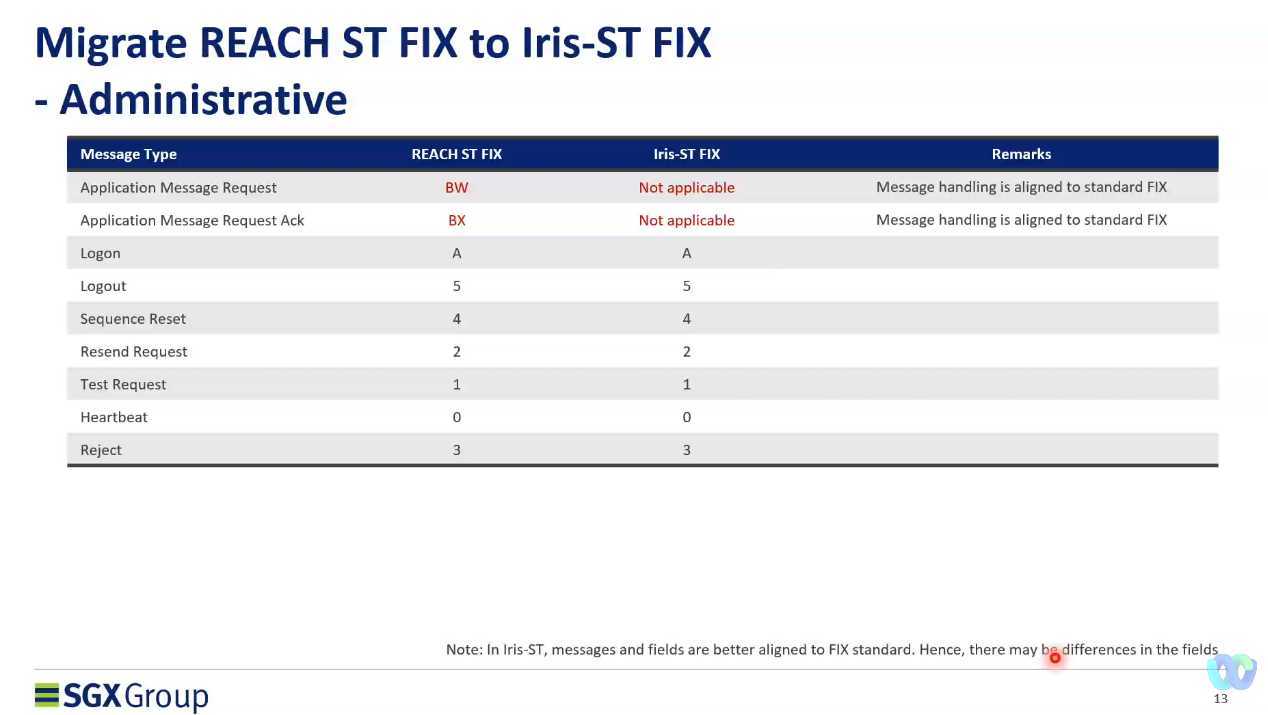 Migrate REACH ST FIX to Iris-ST FIX
- Administrative
Message Type REACH ST FIX Iris-ST FIX Remarks
Application Message Request BW Not applicable Message handling is aligned to standard FIX
Application Message Request Ack BX Not applicable Message handling is aligned to standard FIX
Logon A A
Logout 5 5
Sequence Reset 4 4
Resend Request 2 2
Test Request 1 1
Heartbeat 0 0
Reject 3 3
Note: In Iris-ST, messages and fields are better aligned to FIX standard. Hence, there may be differences in the fields
SGXGroup
13